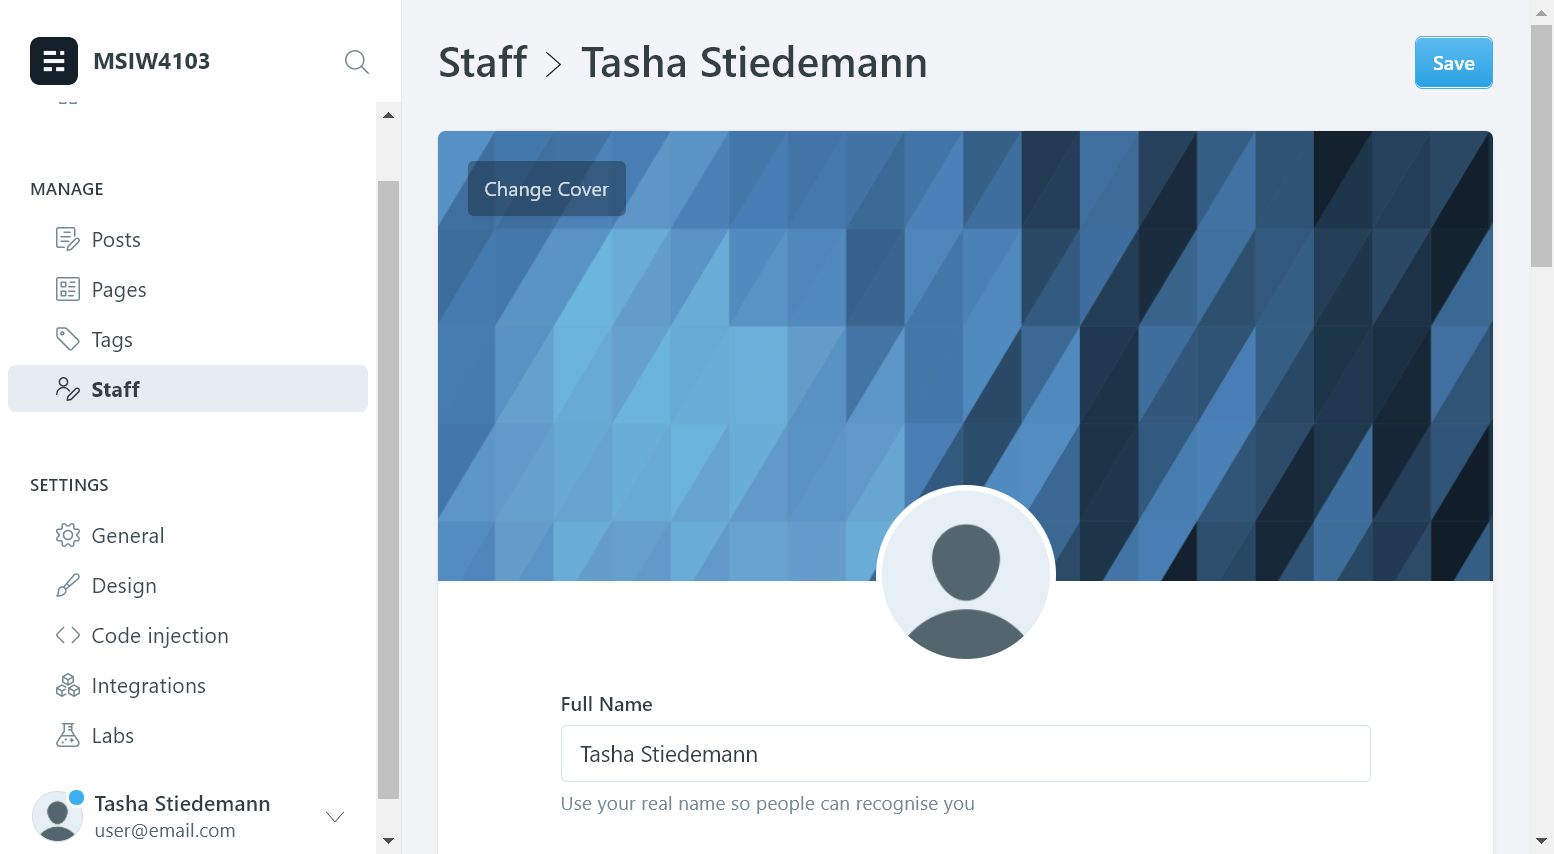 MSIW4103
MANAGE
Posts
Pages
Tags
Staff
SETTINGS
General
Design
Code injection
Integrations
Labs
Tasha Stiedemann
user@email.com
Staff > Tasha Stiedemann
Save
Change Cover
Full Name
Tasha Stiedemann
Use your real name so people can recognise you